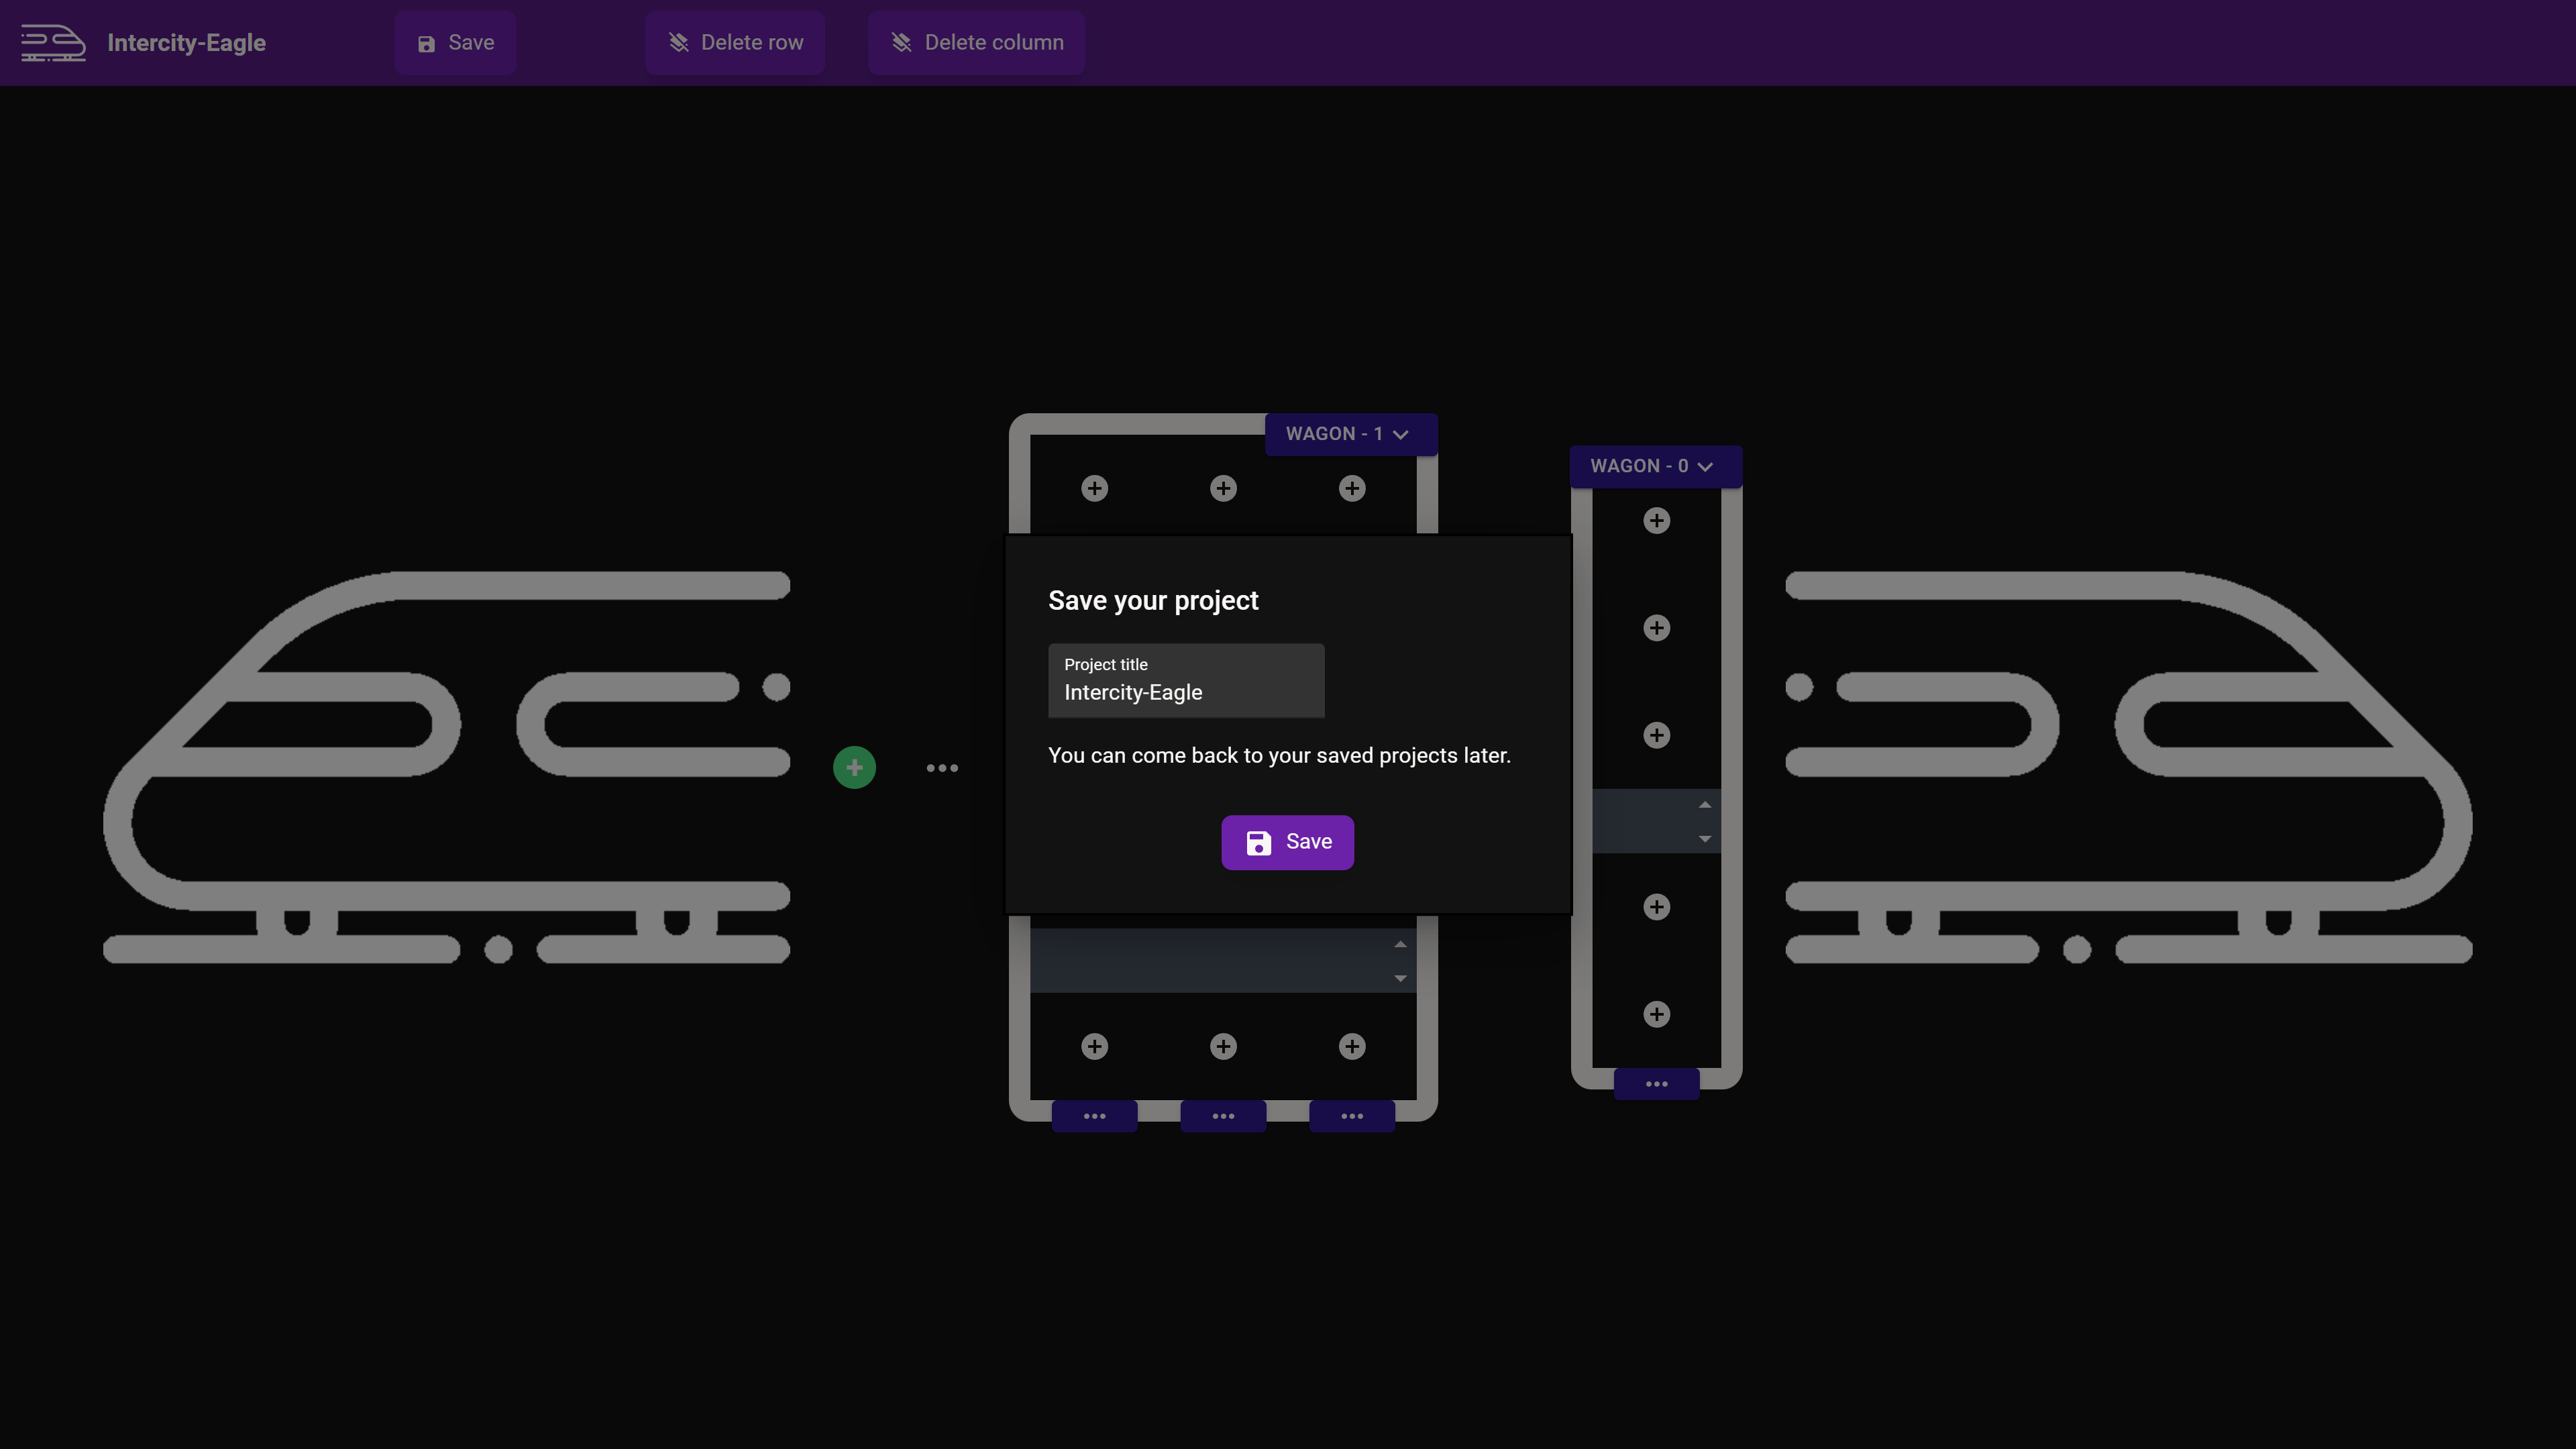 Intercity-Eagle
Save
Delete row
Delete column
WAGON - 1
WAGON - 0
Save your project
Project title
Intercity-Eagle
You can come back to your saved projects later.
Save